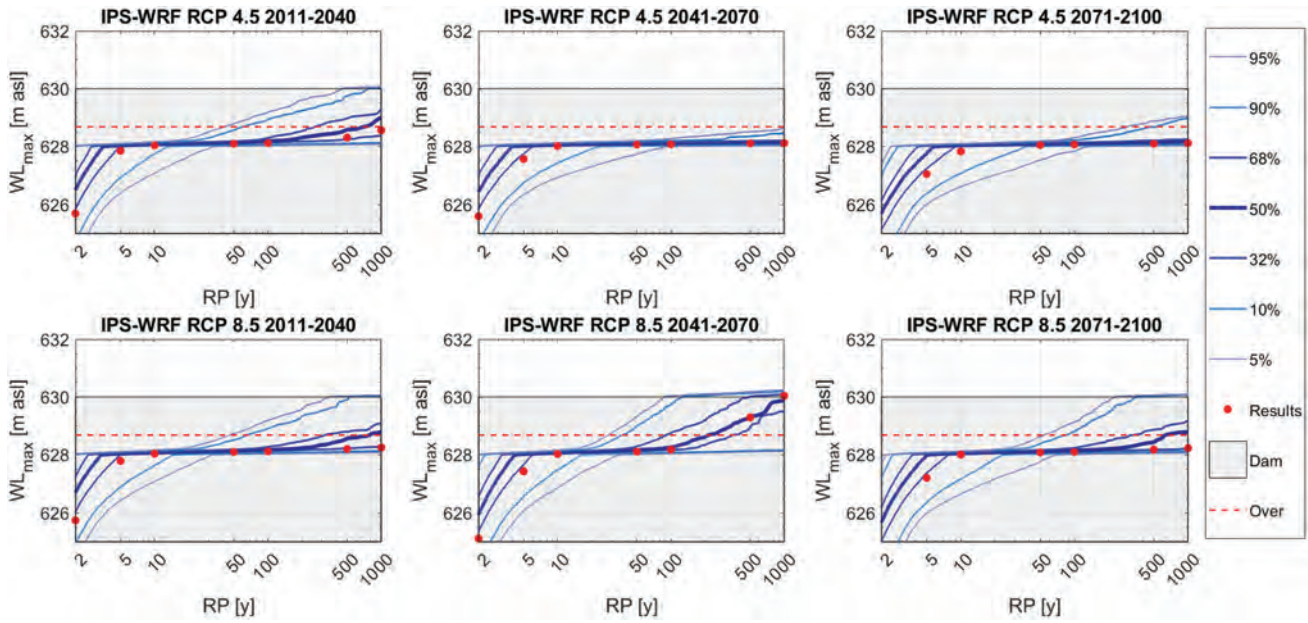 IPS-WRF RCP 4.5 2011-2040
IPS-WRF RCP 4.5 2041-2070
IPS-WRF RCP 4.5 2071-2100
632
630
628
626
WL_max [m asl]
2 5 10 50 100 500 1000
RP [y]
632
630
628
626
WL_max [m asl]
2 5 10 50 100 500 1000
RP [y]
632
630
628
626
WL_max [m asl]
2 5 10 50 100 500 1000
RP [y]
IPS-WRF RCP 8.5 2011-2040
IPS-WRF RCP 8.5 2041-2070
IPS-WRF RCP 8.5 2071-2100
632
630
628
626
WL_max [m asl]
2 5 10 50 100 500 1000
RP [y]
632
630
628
626
WL_max [m asl]
2 5 10 50 100 500 1000
RP [y]
632
630
628
626
WL_max [m asl]
2 5 10 50 100 500 1000
RP [y]
95%
90%
68%
50%
32%
10%
5%
Results
Dam
Over